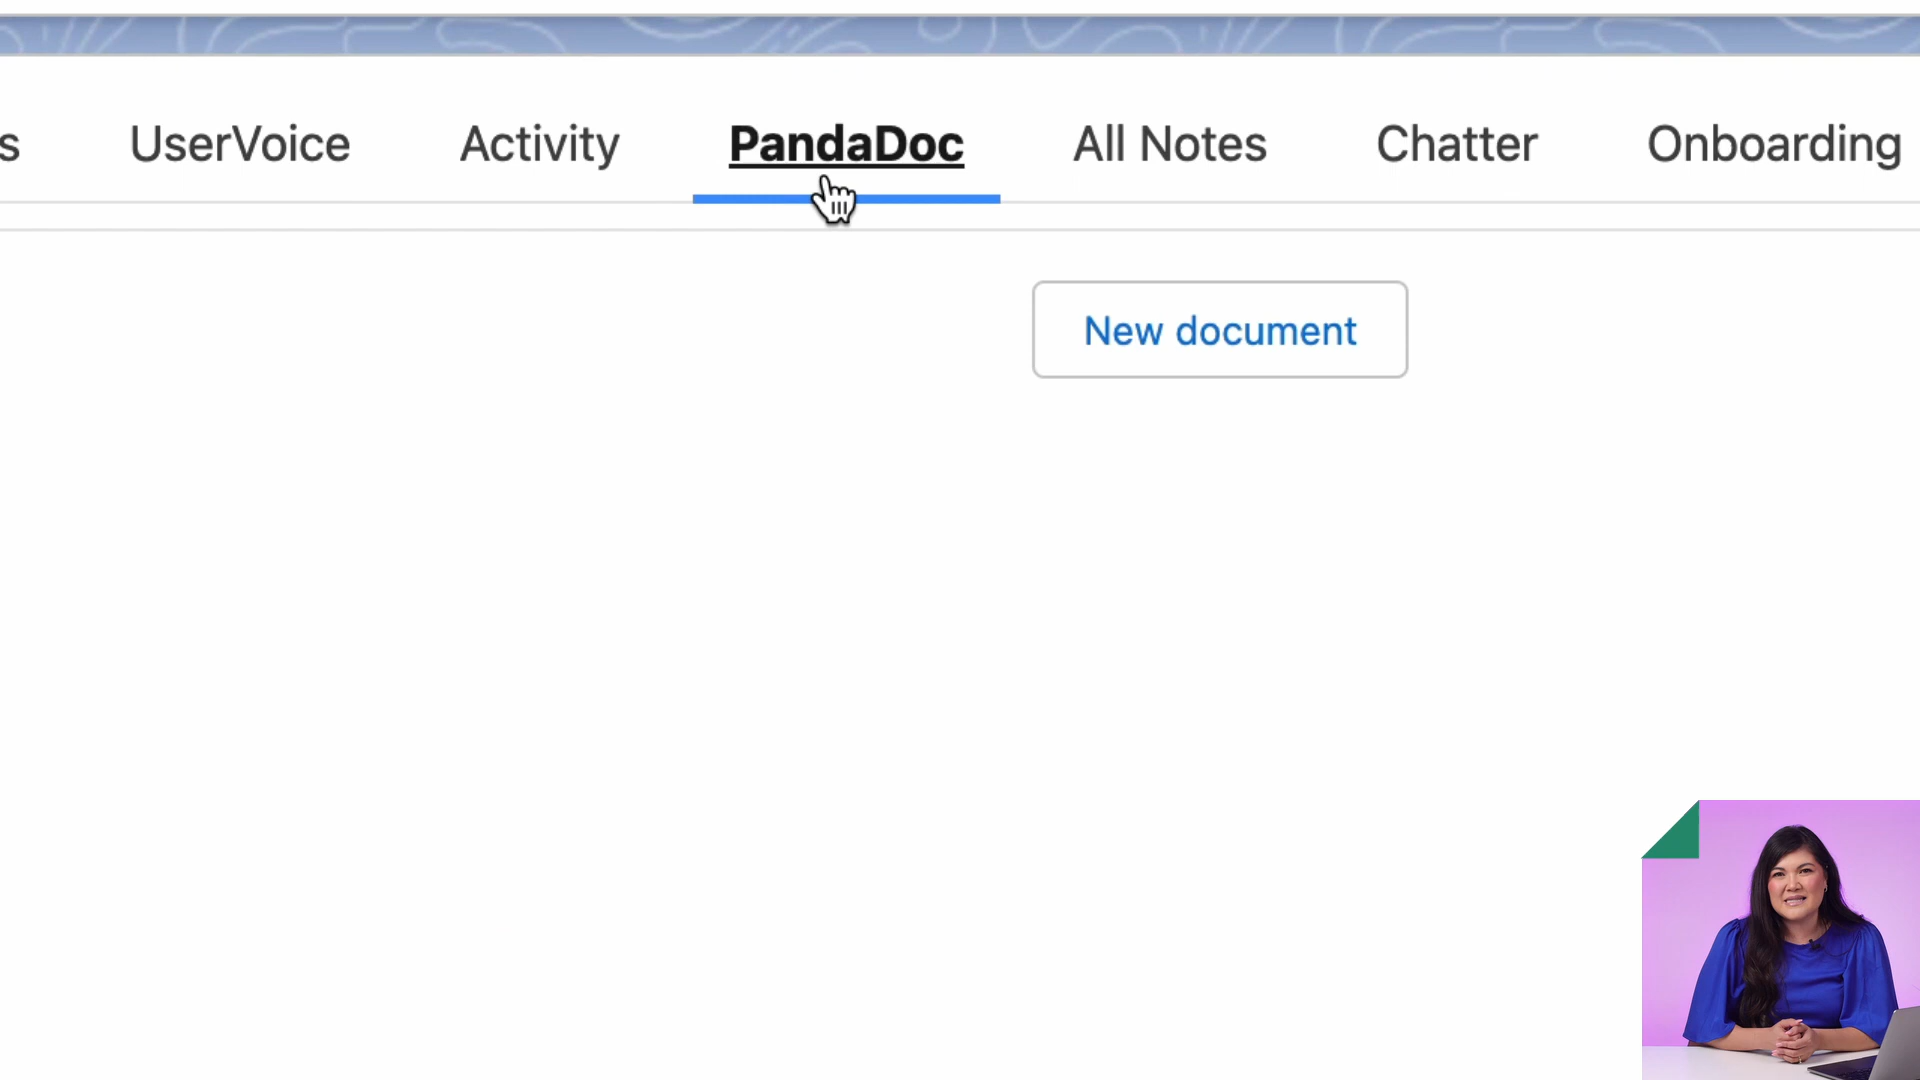 s UserVoice Activity PandaDoc All Notes Chatter Onboarding
New document